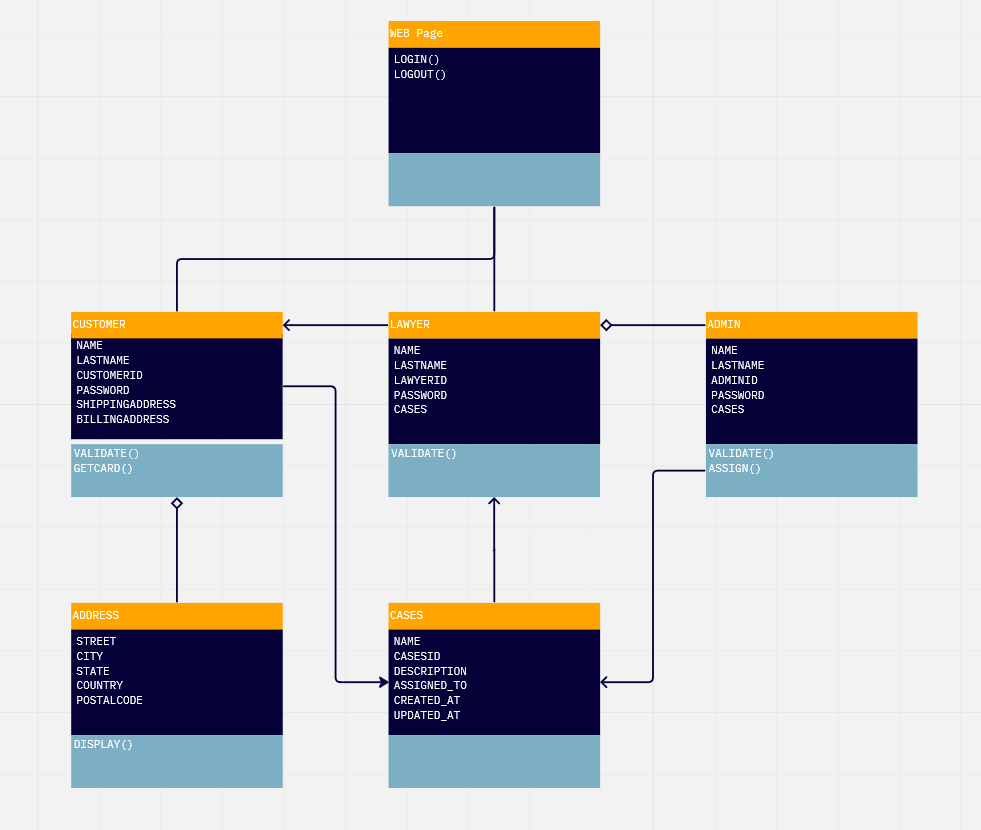 WEB Page
LOGIN()
LOGOUT()
CUSTOMER
NAME
LASTNAME
CUSTOMERID
PASSWORD
SHIPPINGADDRESS
BILLINGADDRESS
VALIDATE()
GETCARD()
LAWYER
NAME
LASTNAME
LAWYERID
PASSWORD
CASES
VALIDATE()
ADMIN
NAME
LASTNAME
ADMINID
PASSWORD
CASES
VALIDATE()
ASSIGN()
ADDRESS
STREET
CITY
STATE
COUNTRY
POSTALCODE
DISPLAY()
CASES
NAME
CASESID
DESCRIPTION
ASSIGNED_TO
CREATED_AT
UPDATED_AT